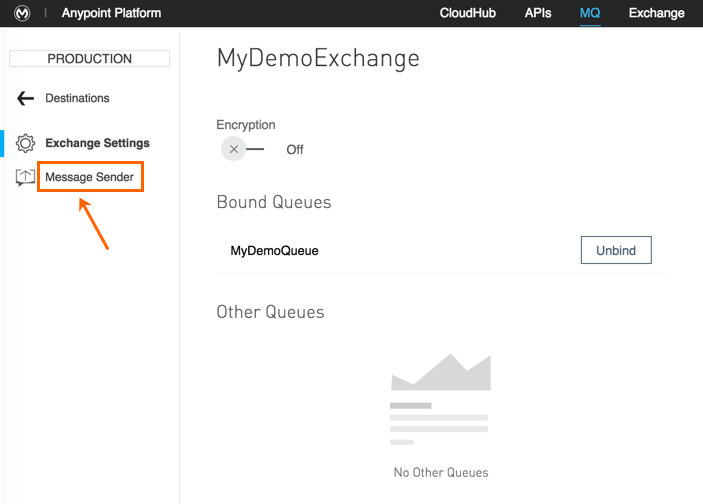 Anypoint Platform
CloudHub
APIs
MQ
Exchange
PRODUCTION
Destinations
Exchange Settings
Message Sender
MyDemoExchange
Encryption
Off
Bound Queues
MyDemoQueue
Unbind
Other Queues
No Other Queues